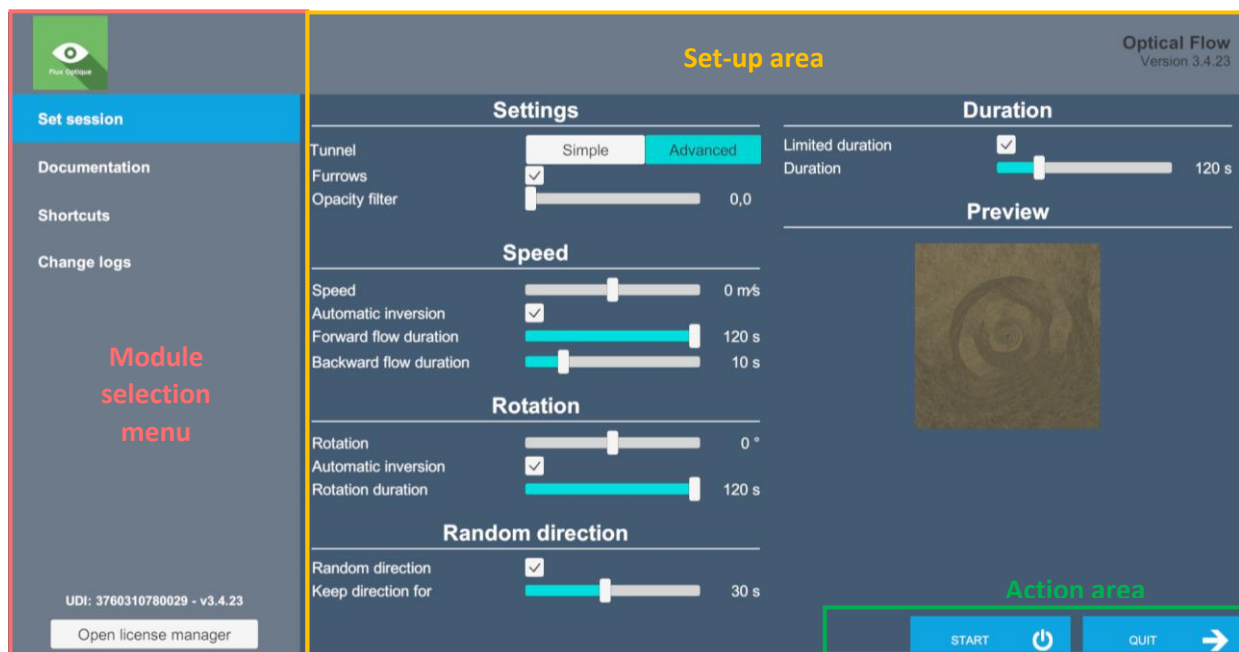 Flux Optique
Set-up area
Optical Flow
Version 3.4.23
Set session
Documentation
Shortcuts
Change logs
Module
selection
menu
UDI: 3760310780029 - v3.4.23
Open license manager
Settings
Tunnel Simple Advanced
Furrows
Opacity filter 0,0
Speed
Speed 0 m/s
Automatic inversion
Forward flow duration 120 s
Backward flow duration 10 s
Rotation
Rotation 0 °
Automatic inversion
Rotation duration 120 s
Random direction
Random direction
Keep direction for 30 s
Duration
Limited duration
Duration 120 s
Preview
Action area
START QUIT